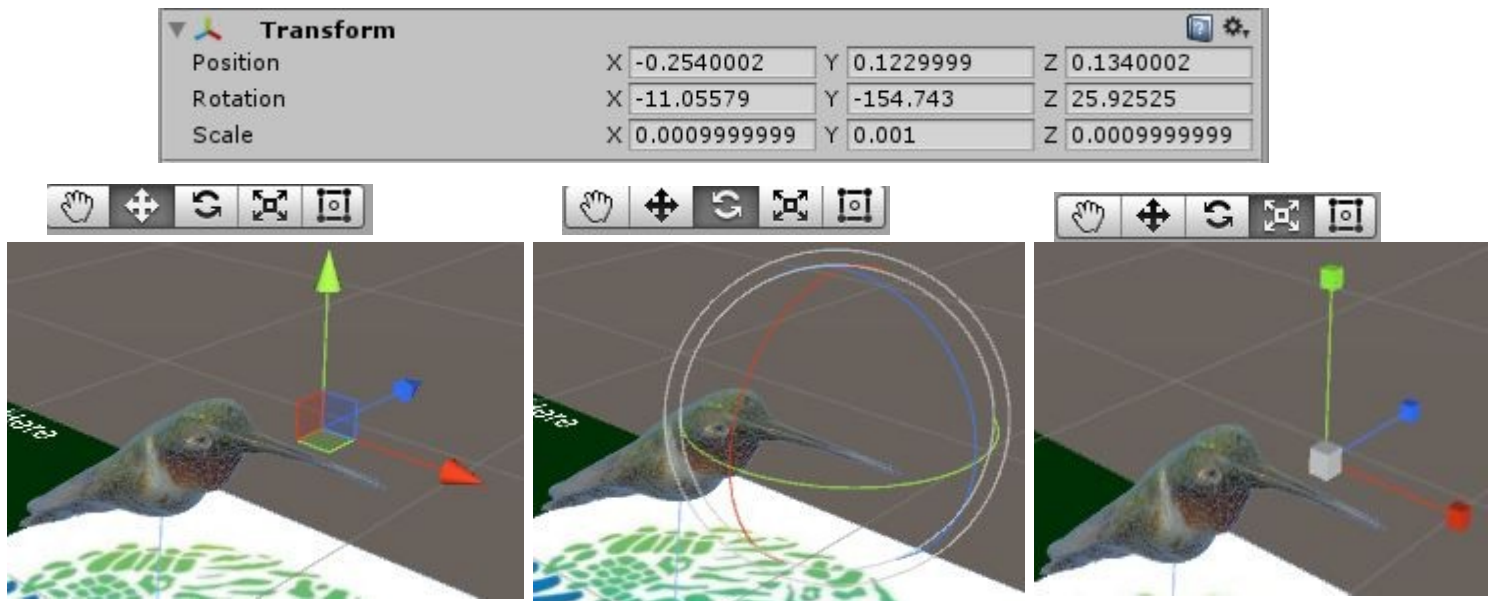 Transform
Position X -0.2540002 Y 0.1229999 Z 0.1340002
Rotation X -11.05579 Y -154.743 Z 25.92525
Scale X 0.0009999999 Y 0.001 Z 0.0009999999
Here